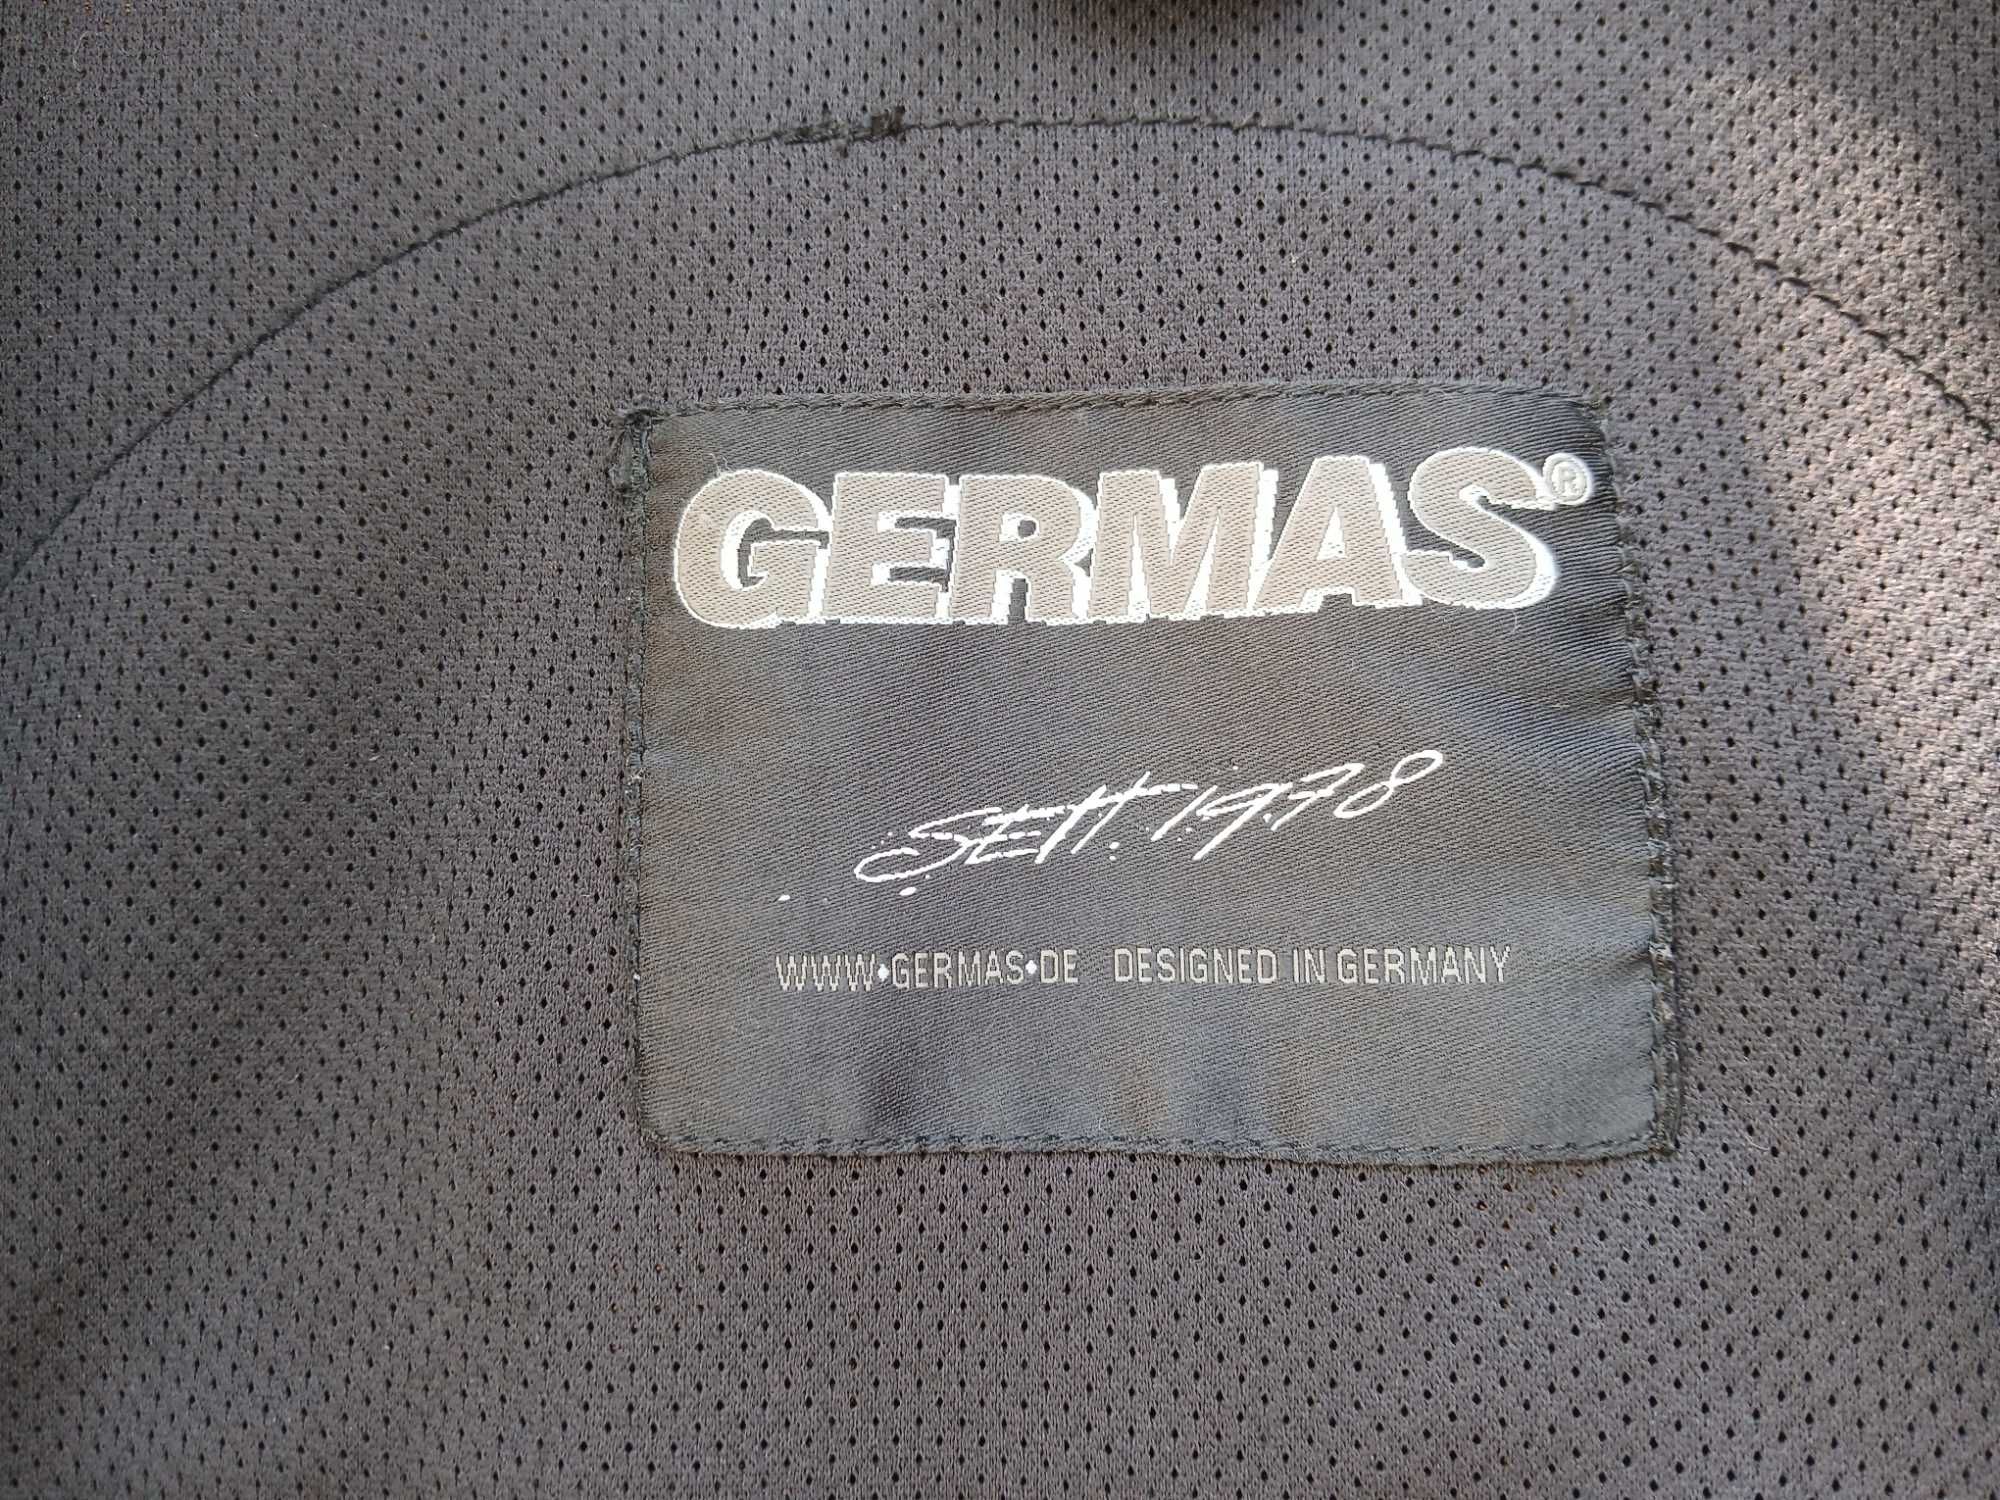 GERMAS®
SEIT 1978
WWW•GERMAS•DE DESIGNED IN GERMANY